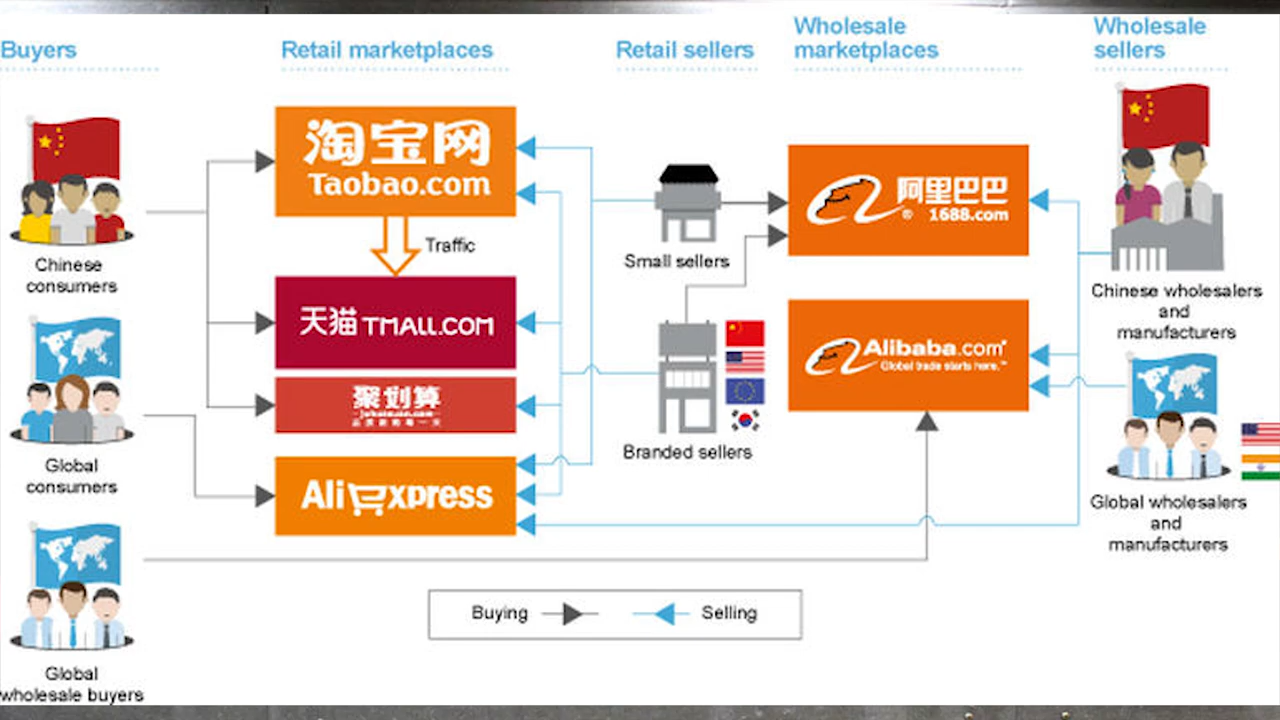 Buyers
Retail marketplaces
Retail sellers
Wholesale
marketplaces
Wholesale
sellers
淘宝网
Taobao.com
Traffic
天猫 TMALL.COM
聚划算
AliExpress
Chinese
consumers
Global
consumers
Global
wholesale buyers
Small sellers
Branded sellers
阿里巴巴
® 1688.com
Alibaba.com®
Global trade starts here.™
Chinese wholesalers
and
manufacturers
Global wholesalers
and
manufacturers
Buying
Selling